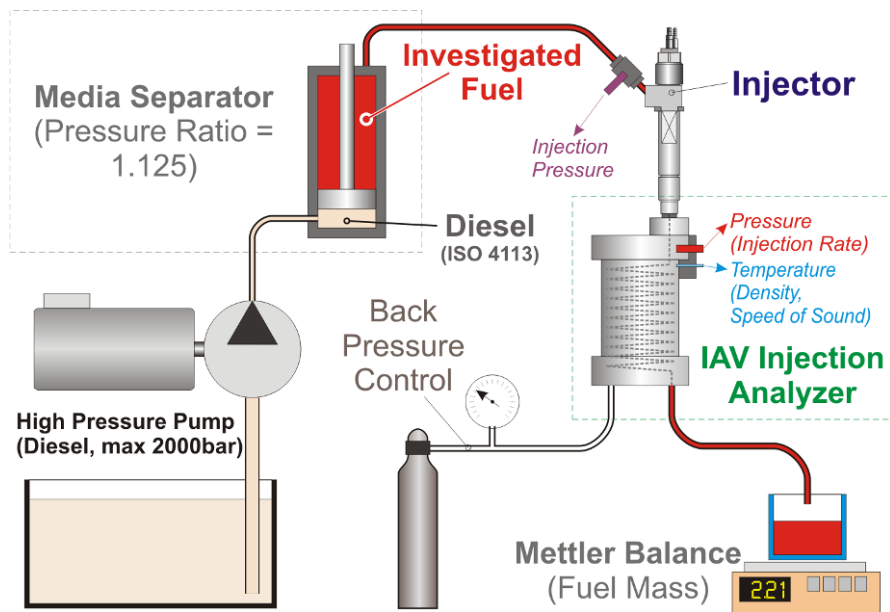 Media Separator
(Pressure Ratio =
1.125)
Investigated
Fuel
Injection
Pressure
Injector
Diesel
(ISO 4113)
Pressure
(Injection Rate)
Temperature
(Density,
Speed of Sound)
IAV Injection
Analyzer
Back
Pressure
Control
High Pressure Pump
(Diesel, max 2000bar)
Mettler Balance
(Fuel Mass)
2.21